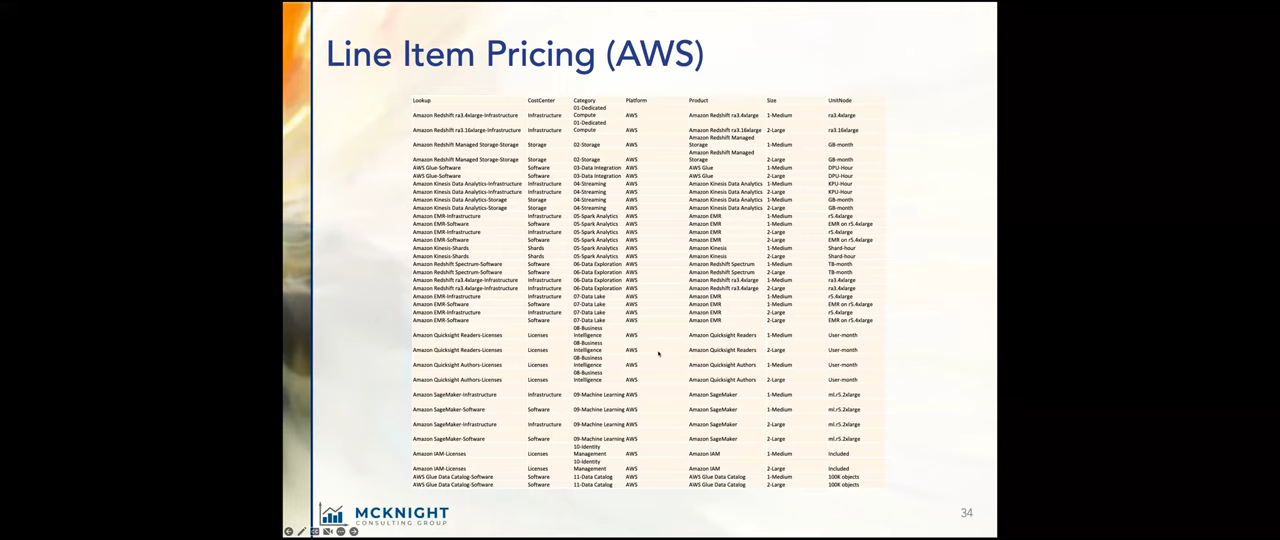 Line Item Pricing (AWS)
Lookup CostCenter Category Platform Product Size UnitNode
Amazon Redshift ra3.4xlarge-Infrastructure Infrastructure 01-Dedicated Compute AWS Amazon Redshift ra3.4xlarge 1-Medium ra3.4xlarge
Amazon Redshift ra3.16xlarge-Infrastructure Infrastructure 01-Dedicated Compute AWS Amazon Redshift ra3.16xlarge 2-Large ra3.16xlarge
Amazon Redshift Managed Storage-Storage Storage 02-Storage AWS Amazon Redshift Managed Storage 1-Medium GB-month
Amazon Redshift Managed Storage-Storage Storage 02-Storage AWS Amazon Redshift Managed Storage 2-Large GB-month
AWS Glue-Software Software 03-Data Integration AWS AWS Glue 1-Medium DPU-Hour
AWS Glue-Software Software 03-Data Integration AWS AWS Glue 2-Large DPU-Hour
Amazon Kinesis Data Analytics-Infrastructure Infrastructure 04-Streaming AWS Amazon Kinesis Data Analytics 1-Medium KPU-Hour
Amazon Kinesis Data Analytics-Infrastructure Infrastructure 04-Streaming AWS Amazon Kinesis Data Analytics 2-Large KPU-Hour
Amazon Kinesis Data Analytics-Storage Storage 04-Streaming AWS Amazon Kinesis Data Analytics 1-Medium GB-month
Amazon Kinesis Data Analytics-Storage Storage 04-Streaming AWS Amazon Kinesis Data Analytics 2-Large GB-month
Amazon EMR-Infrastructure Infrastructure 05-Spark Analytics AWS Amazon EMR 1-Medium r5.4xlarge
Amazon EMR-Software Software 05-Spark Analytics AWS Amazon EMR 1-Medium EMR on r5.4xlarge
Amazon EMR-Infrastructure Infrastructure 05-Spark Analytics AWS Amazon EMR 2-Large r5.4xlarge
Amazon EMR-Software Software 05-Spark Analytics AWS Amazon EMR 2-Large EMR on r5.4xlarge
Amazon Kinesis-Shards Shards 05-Spark Analytics AWS Amazon Kinesis 1-Medium Shard-hour
Amazon Kinesis-Shards Shards 05-Spark Analytics AWS Amazon Kinesis 2-Large Shard-hour
Amazon Redshift Spectrum-Software Software 06-Data Exploration AWS Amazon Redshift Spectrum 1-Medium TB-month
Amazon Redshift Spectrum-Software Software 06-Data Exploration AWS Amazon Redshift Spectrum 2-Large TB-month
Amazon Redshift ra3.4xlarge-Infrastructure Infrastructure 06-Data Exploration AWS Amazon Redshift ra3.4xlarge 1-Medium ra3.4xlarge
Amazon Redshift ra3.4xlarge-Infrastructure Infrastructure 06-Data Exploration AWS Amazon Redshift ra3.4xlarge 2-Large ra3.4xlarge
Amazon EMR-Infrastructure Infrastructure 07-Data Lake AWS Amazon EMR 1-Medium r5.4xlarge
Amazon EMR-Software Software 07-Data Lake AWS Amazon EMR 1-Medium EMR on r5.4xlarge
Amazon EMR-Infrastructure Infrastructure 07-Data Lake AWS Amazon EMR 2-Large r5.4xlarge
Amazon EMR-Software Software 07-Data Lake AWS Amazon EMR 2-Large EMR on r5.4xlarge
Amazon Quicksight Readers-Licenses Licenses 08-Business Intelligence AWS Amazon Quicksight Readers 1-Medium User-month
Amazon Quicksight Readers-Licenses Licenses 08-Business Intelligence AWS Amazon Quicksight Readers 2-Large User-month
Amazon Quicksight Authors-Licenses Licenses 08-Business Intelligence AWS Amazon Quicksight Authors 1-Medium User-month
Amazon Quicksight Authors-Licenses Licenses 08-Business Intelligence AWS Amazon Quicksight Authors 2-Large User-month
Amazon SageMaker-Infrastructure Infrastructure 09-Machine Learning AWS Amazon SageMaker 1-Medium ml.r5.2xlarge
Amazon SageMaker-Software Software 09-Machine Learning AWS Amazon SageMaker 1-Medium ml.r5.2xlarge
Amazon SageMaker-Infrastructure Infrastructure 09-Machine Learning AWS Amazon SageMaker 2-Large ml.r5.2xlarge
Amazon SageMaker-Software Software 09-Machine Learning AWS Amazon SageMaker 2-Large ml.r5.2xlarge
Amazon IAM-Licenses Licenses 10-Identity Management AWS Amazon IAM 1-Medium Included
Amazon IAM-Licenses Licenses 10-Identity Management AWS Amazon IAM 2-Large Included
AWS Glue Data Catalog-Software Software 11-Data Catalog AWS AWS Glue Data Catalog 1-Medium 100K objects
AWS Glue Data Catalog-Software Software 11-Data Catalog AWS AWS Glue Data Catalog 2-Large 100K objects
MCKNIGHT
CONSULTING GROUP
34